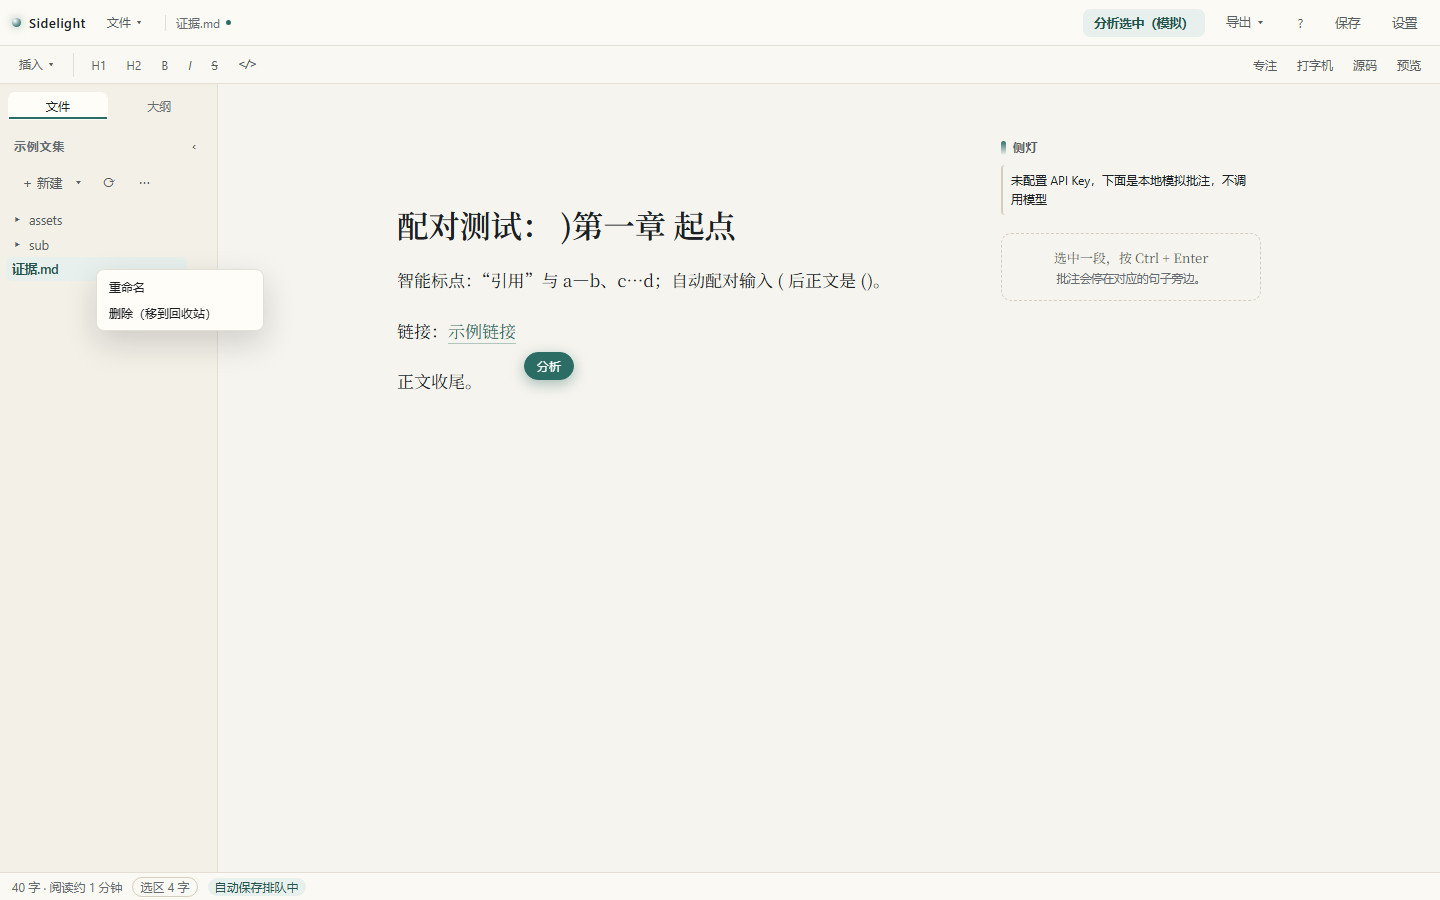 Sidelight 文件 证据.md 分析选中（模拟） 导出 ? 保存 设置
插入 H1 H2 B I S </> 专注 打字机 源码 预览
文件 大纲
示例文集
+ 新建 ···
assets
sub
证据.md
重命名
删除（移到回收站）
配对测试： )第一章 起点
智能标点：“引用”与 a—b、c…d；自动配对输入 ( 后正文是 ()。
链接：示例链接
分析
正文收尾。
侧灯
未配置 API Key，下面是本地模拟批注，不调
用模型
选中一段，按 Ctrl + Enter
批注会停在对应的句子旁边。
40 字 · 阅读约 1 分钟 选区 4 字 自动保存排队中